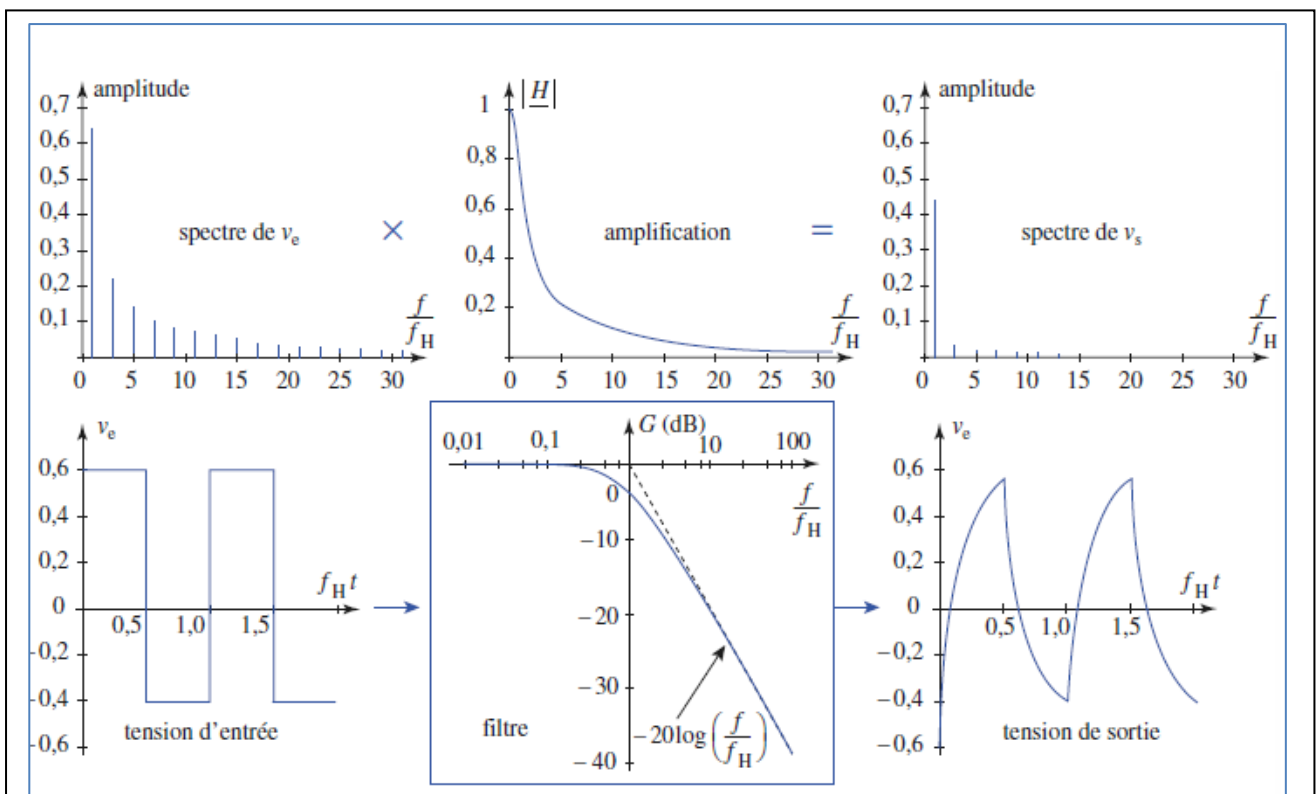 amplitude
0,7
0,6
0,5
0,4
0,3
0,2
0,1
spectre de ve
f
fH
0 5 10 15 20 25 30
×
|H|
1
0,8
0,6
0,4
0,2
amplification
f
fH
0 5 10 15 20 25 30
=
amplitude
0,7
0,6
0,5
0,4
0,3
0,2
0,1
spectre de vs
f
fH
0 5 10 15 20 25 30
ve
0,6
0,4
0,2
0
-0,2
-0,4
-0,6
fH t
0,5 1,0 1,5
tension d'entrée
G (dB)
0,01 0,1 10 100
f
fH
0
−10
−20
−30
−40
filtre
−20log(f/fH)
ve
0,6
0,4
0,2
0
−0,2
−0,4
−0,6
fH t
0,5 1,0 1,5
tension de sortie